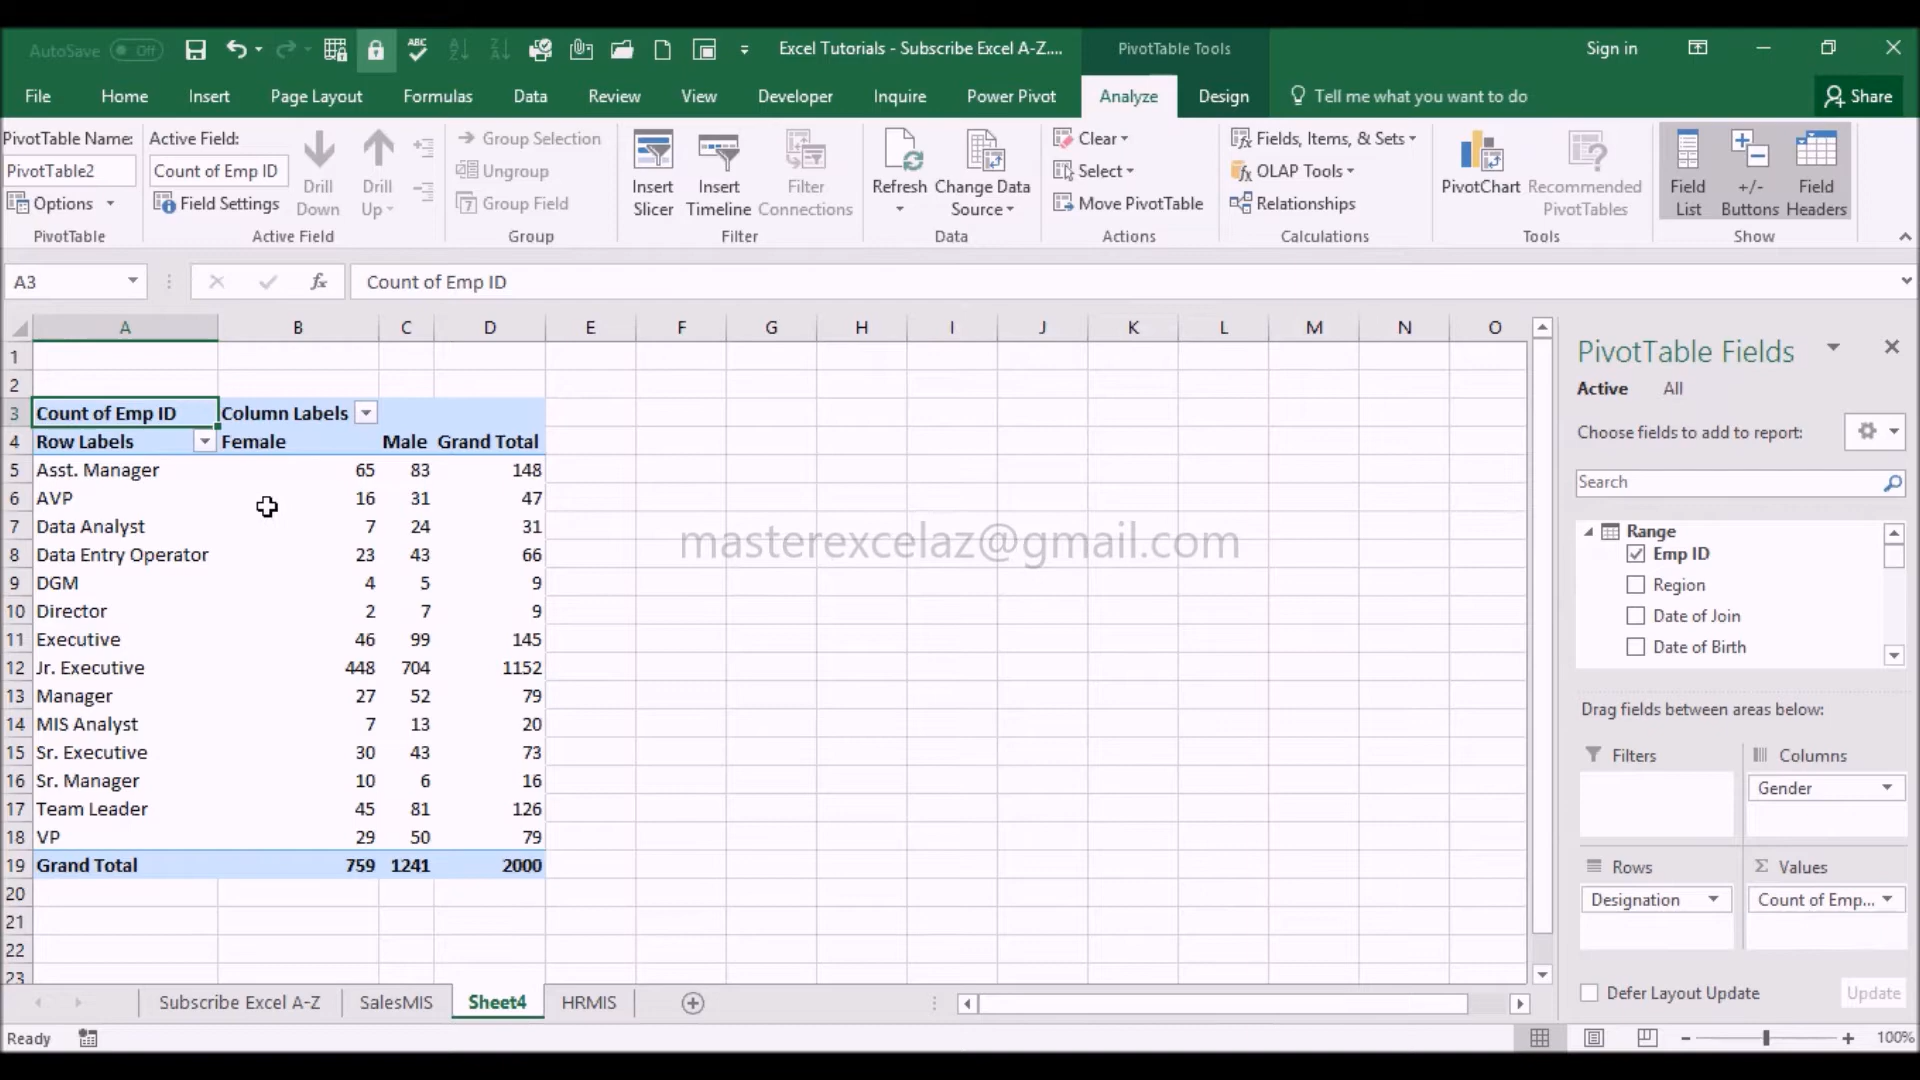 AutoSave Off Excel Tutorials - Subscribe Excel A-Z.... PivotTable Tools Sign in
File Home Insert Page Layout Formulas Data Review View Developer Inquire Power Pivot Analyze Design Tell me what you want to do Share
PivotTable Name:
PivotTable2
Options
PivotTable
Active Field:
Count of Emp ID
Field Settings
Drill Down
Drill Up
Active Field
Group Selection
Ungroup
Group Field
Group
Insert Slicer
Insert Timeline
Filter Connections
Filter
Refresh
Change Data Source
Data
Clear
Select
Move PivotTable
Actions
Fields, Items, & Sets
OLAP Tools
Relationships
Calculations
PivotChart
Recommended PivotTables
Tools
Field List
+/- Buttons
Field Headers
Show
A3 fx Count of Emp ID
A B C D E F G H I J K L M N O
1
2
3 Count of Emp ID Column Labels
4 Row Labels Female Male Grand Total
5 Asst. Manager 65 83 148
6 AVP 16 31 47
7 Data Analyst 7 24 31
8 Data Entry Operator 23 43 66
9 DGM 4 5 9
10 Director 2 7 9
11 Executive 46 99 145
12 Jr. Executive 448 704 1152
13 Manager 27 52 79
14 MIS Analyst 7 13 20
15 Sr. Executive 30 43 73
16 Sr. Manager 10 6 16
17 Team Leader 45 81 126
18 VP 29 50 79
19 Grand Total 759 1241 2000
20
21
22
23
masterexcelaz@gmail.com
PivotTable Fields
Active All
Choose fields to add to report:
Search
Range
Emp ID
Region
Date of Join
Date of Birth
Drag fields between areas below:
Filters
Columns
Gender
Rows
Designation
Values
Count of Emp...
Defer Layout Update Update
Subscribe Excel A-Z SalesMIS Sheet4 HRMIS
Ready 100%